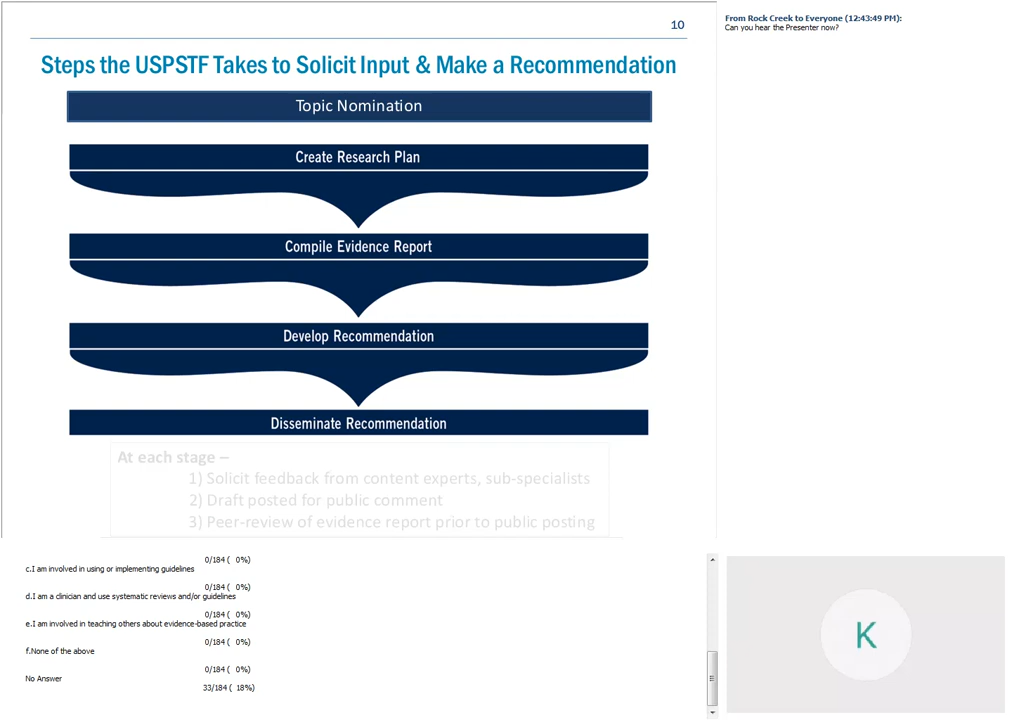 10
Steps the USPSTF Takes to Solicit Input & Make a Recommendation
Topic Nomination
Create Research Plan
Compile Evidence Report
Develop Recommendation
Disseminate Recommendation
At each stage –
1) Solicit feedback from content experts, sub-specialists
2) Draft posted for public comment
3) Peer-review of evidence report prior to public posting
From Rock Creek to Everyone (12:43:49 PM):
Can you hear the Presenter now?
0/184 ( 0%)
c.I am involved in using or implementing guidelines
0/184 ( 0%)
d.I am a clinician and use systematic reviews and/or guidelines
0/184 ( 0%)
e.I am involved in teaching others about evidence-based practice
0/184 ( 0%)
f.None of the above
0/184 ( 0%)
No Answer
33/184 ( 18%)
K